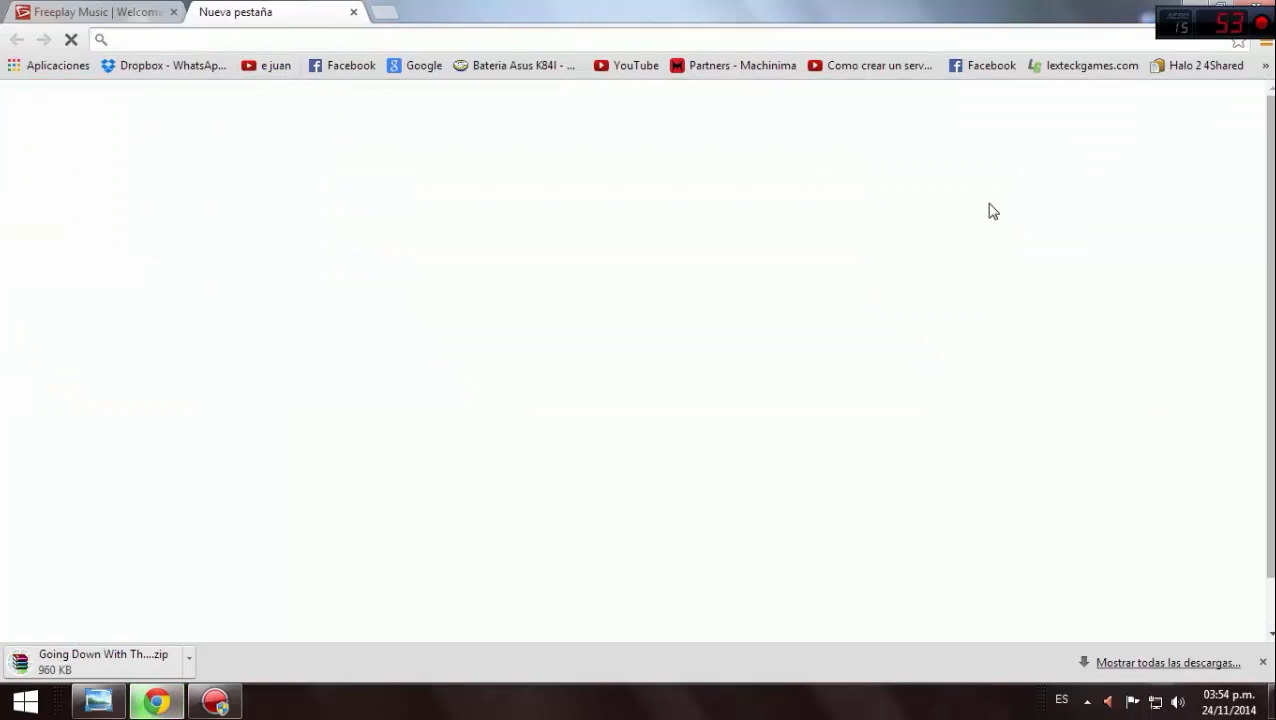 Freeplay Music | Welcome
Nueva pestaña
AERO
15
53
Aplicaciones
Dropbox - WhatsAp...
e juan
Facebook
Google
Bateria Asus - - ...
YouTube
Partners - Machinima
Como crear un serv...
Facebook
lexteckgames.com
Halo 2 4Shared
»
Going Down With Th....zip
960 KB
Mostrar todas las descargas...
ES
03:54 p.m.
24/11/2014